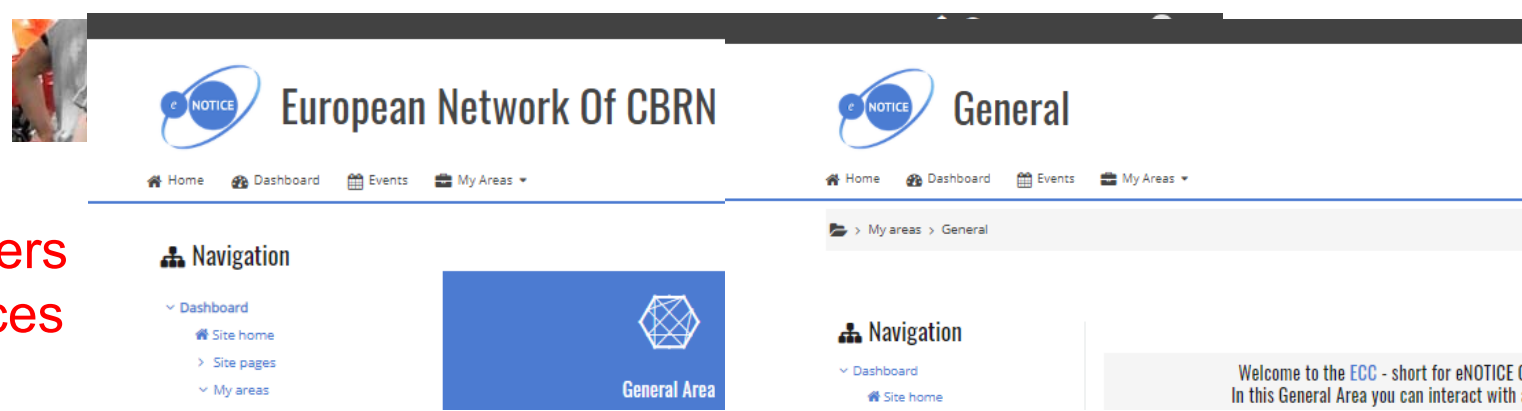 e NOTICE
European Network Of CBRN
Home Dashboard Events My Areas
ers
ces
Navigation
Dashboard
Site home
Site pages
My areas
General Area
e NOTICE
General
Home Dashboard Events My Areas
> My areas > General
Navigation
Dashboard
Site home
Welcome to the ECC - short for eNOTICE
In this General Area you can interact with